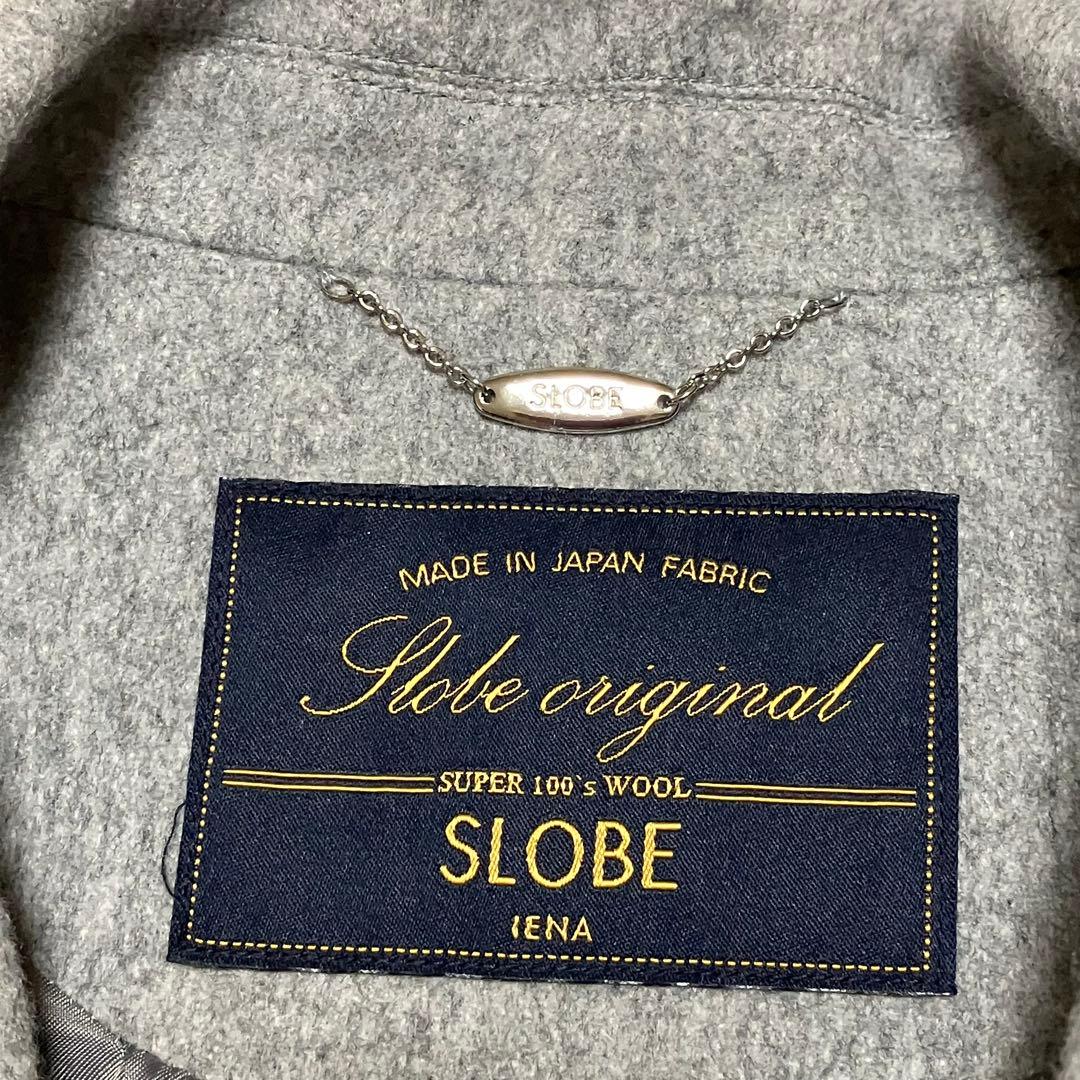 SLOBE
MADE IN JAPAN FABRIC
Slobe original
SUPER 100's WOOL
SLOBE
IENA